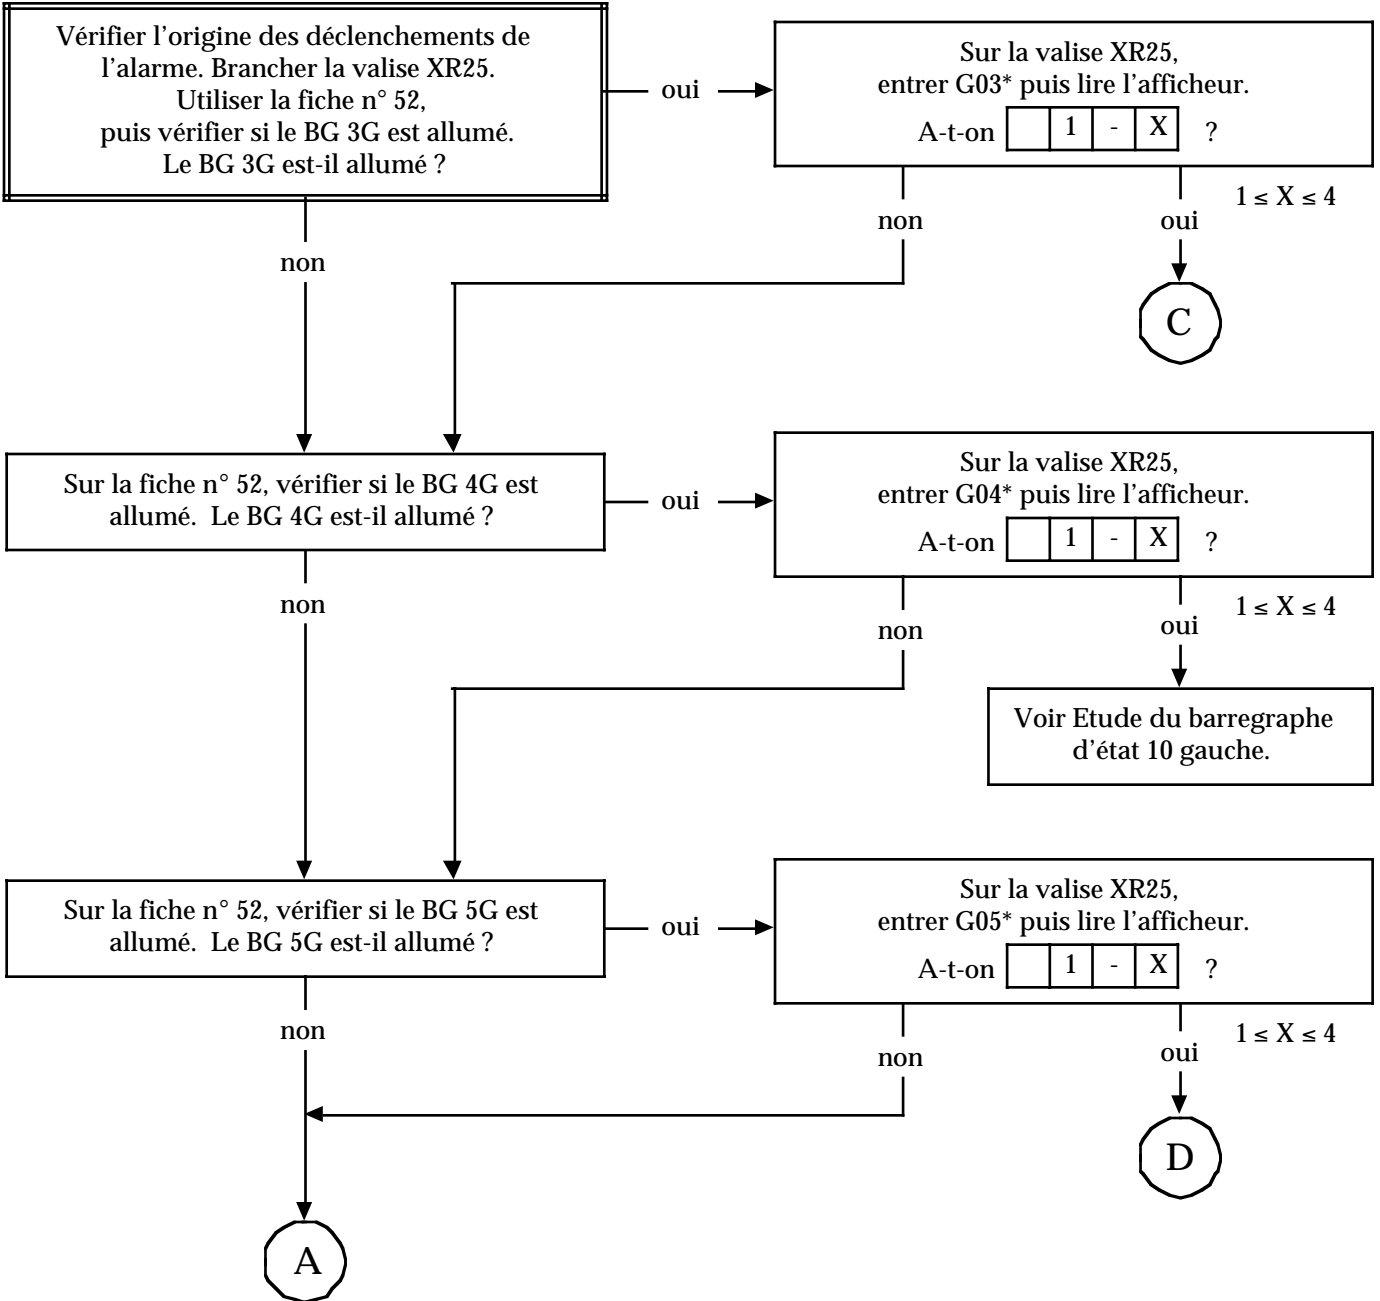 Vérifier l'origine des déclenchements de
l'alarme. Brancher la valise XR25.
Utiliser la fiche n° 52,
puis vérifier si le BG 3G est allumé.
Le BG 3G est-il allumé ?
oui
Sur la valise XR25,
entrer G03* puis lire l'afficheur.
A-t-on 1 - X ?
non
oui
1 ≤ X ≤ 4
non
C
Sur la fiche n° 52, vérifier si le BG 4G est
allumé. Le BG 4G est-il allumé ?
oui
Sur la valise XR25,
entrer G04* puis lire l'afficheur.
A-t-on 1 - X ?
non
non
oui
1 ≤ X ≤ 4
Voir Etude du barregraphe
d'état 10 gauche.
Sur la fiche n° 52, vérifier si le BG 5G est
allumé. Le BG 5G est-il allumé ?
oui
Sur la valise XR25,
entrer G05* puis lire l'afficheur.
A-t-on 1 - X ?
non
non
oui
1 ≤ X ≤ 4
D
A